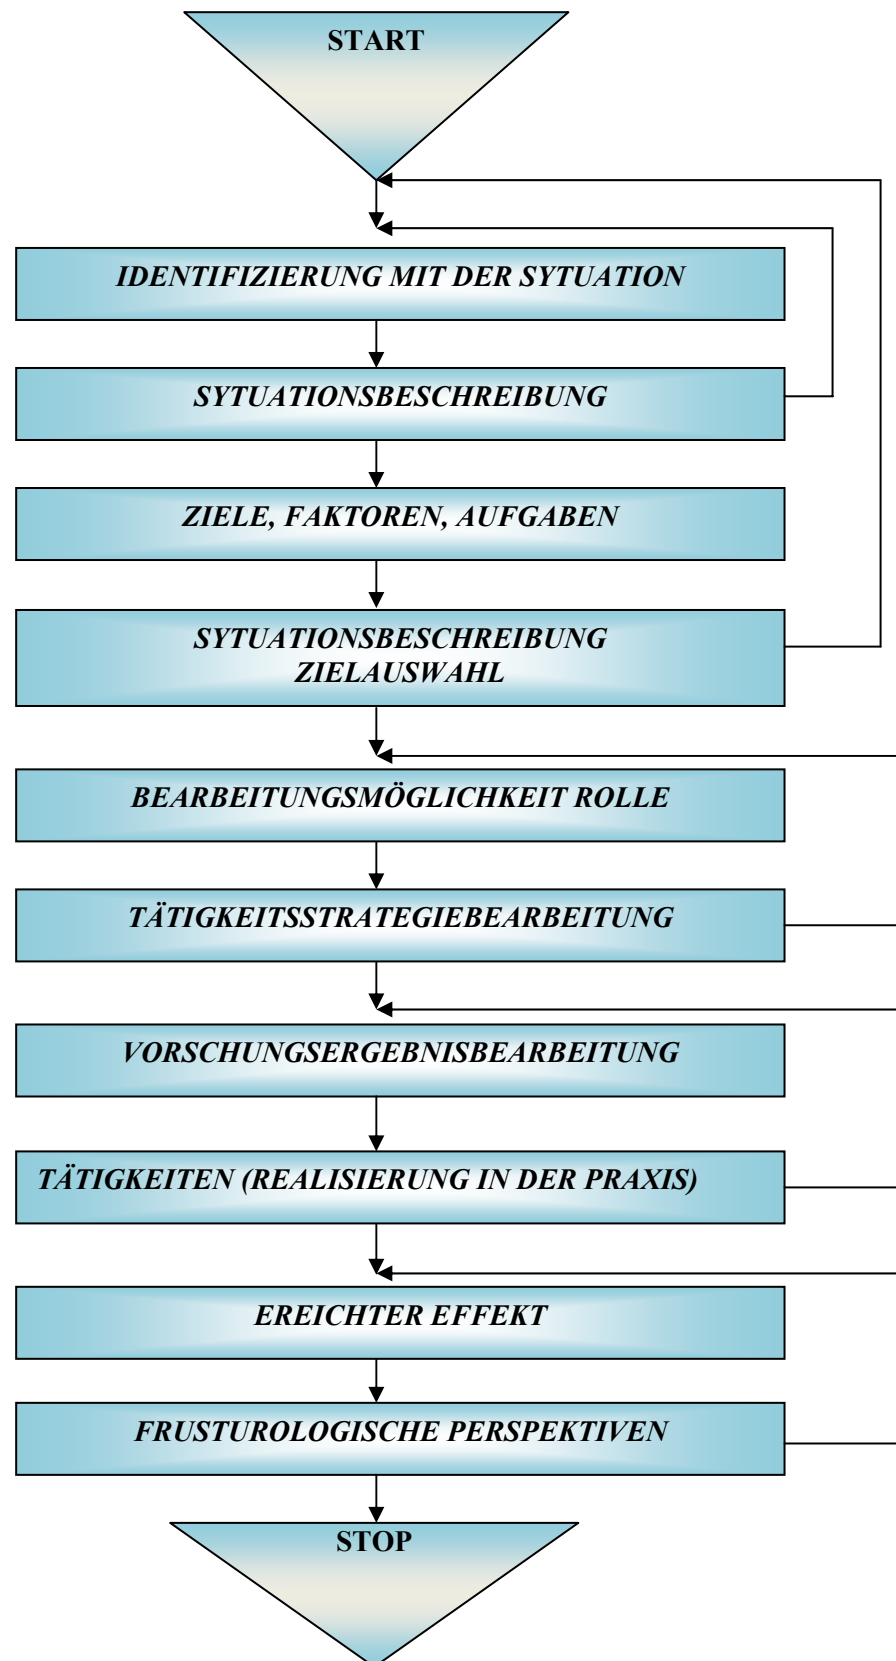 START
IDENTIFIZIERUNG MIT DER SYTUATION
SYTUATIONSBESCHREIBUNG
ZIELE, FAKTOREN, AUFGABEN
SYTUATIONSBESCHREIBUNG
ZIELAUSWAHL
BEARBEITUNGSMÖGLICHKEIT ROLLE
TÄTIGKEITSSTRATEGIEBEARBEITUNG
VORSCHUNGSERGEBNISBEARBEITUNG
TÄTIGKEITEN (REALISIERUNG IN DER PRAXIS)
EREICHTER EFFEKT
FRUSTUROLOGISCHE PERSPEKTIVEN
STOP